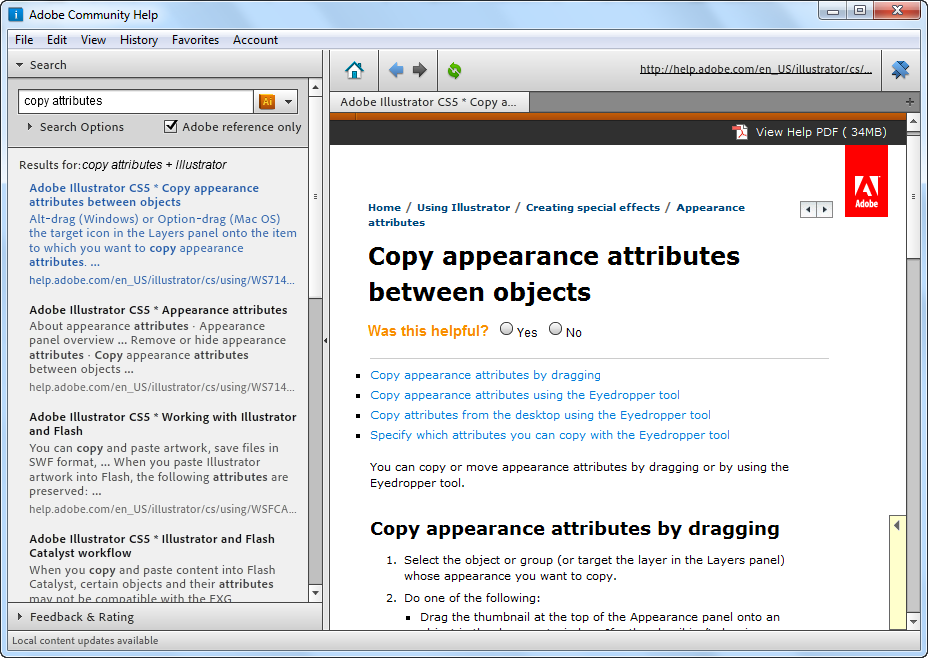 Adobe Community Help
File Edit View History Favorites Account
Search
copy attributes
Ai
Search Options
Adobe reference only
Results for:copy attributes + Illustrator
Adobe Illustrator CS5 * Copy appearance
attributes between objects
Alt-drag (Windows) or Option-drag (Mac OS)
the target icon in the Layers panel onto the item
to which you want to copy appearance
attributes. ...
help.adobe.com/en_US/illustrator/cs/using/WS714...
Adobe Illustrator CS5 * Appearance attributes
About appearance attributes · Appearance
panel overview ... Remove or hide appearance
attributes · Copy appearance attributes
between objects ...
help.adobe.com/en_US/illustrator/cs/using/WS714...
Adobe Illustrator CS5 * Working with Illustrator
and Flash
You can copy and paste artwork, save files in
SWF format, ... When you paste Illustrator
artwork into Flash, the following attributes are
preserved: ...
help.adobe.com/en_US/illustrator/cs/using/WSFCA...
Adobe Illustrator CS5 * Illustrator and Flash
Catalyst workflow
When you copy and paste content into Flash
Catalyst, certain objects and their attributes
may not be compatible with the FXG
Feedback & Rating
Local content updates available
http://help.adobe.com/en_US/illustrator/cs/...
Adobe Illustrator CS5 * Copy a...
View Help PDF ( 34MB)
Adobe
Home / Using Illustrator / Creating special effects / Appearance
attributes
Copy appearance attributes
between objects
Was this helpful? Yes No
Copy appearance attributes by dragging
Copy appearance attributes using the Eyedropper tool
Copy attributes from the desktop using the Eyedropper tool
Specify which attributes you can copy with the Eyedropper tool
You can copy or move appearance attributes by dragging or by using the
Eyedropper tool.
Copy appearance attributes by dragging
1. Select the object or group (or target the layer in the Layers panel)
whose appearance you want to copy.
2. Do one of the following:
Drag the thumbnail at the top of the Appearance panel onto an